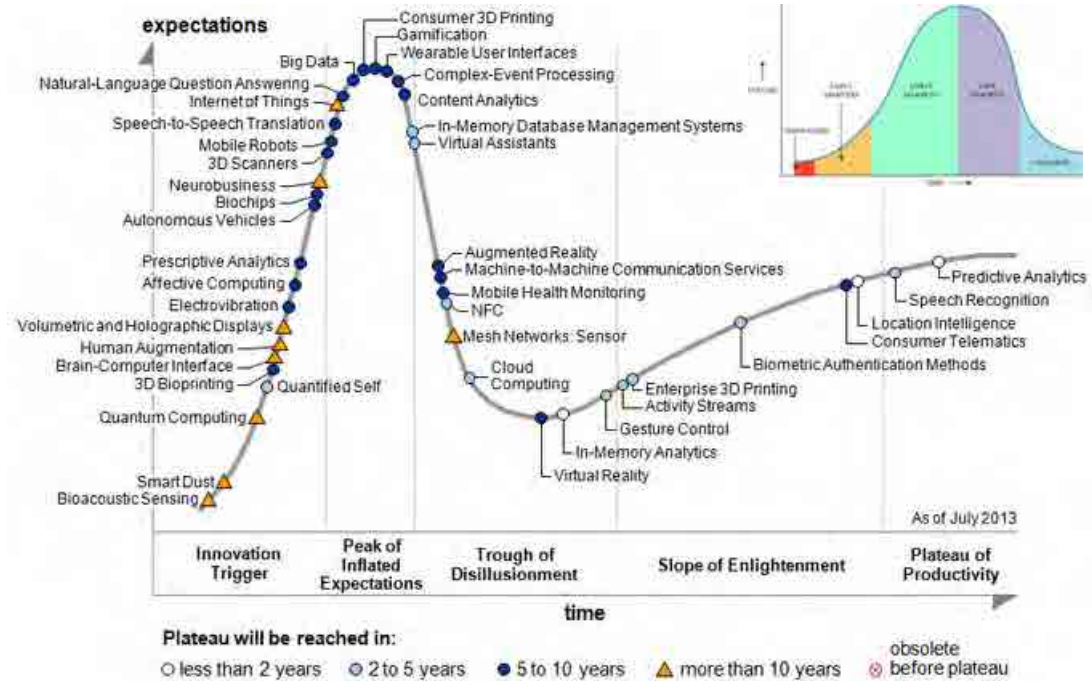 expectations
Consumer 3D Printing
Gamification
Wearable User Interfaces
Big Data
Complex-Event Processing
Natural-Language Question Answering
Content Analytics
Internet of Things
Speech-to-Speech Translation
In-Memory Database Management Systems
Mobile Robots
Virtual Assistants
3D Scanners
Neurobusiness
Biochips
Autonomous Vehicles
Augmented Reality
Prescriptive Analytics
Machine-to-Machine Communication Services
Predictive Analytics
Affective Computing
Mobile Health Monitoring
Speech Recognition
Electrovibration
NFC
Volumetric and Holographic Displays
Location Intelligence
Human Augmentation
Mesh Networks: Sensor
Consumer Telematics
Brain-Computer Interface
Biometric Authentication Methods
3D Bioprinting
Quantified Self
Cloud
Computing
Enterprise 3D Printing
Activity Streams
Quantum Computing
Gesture Control
In-Memory Analytics
Virtual Reality
Smart Dust
Bioacoustic Sensing
As of July 2013
Innovation
Trigger
Peak of
Inflated
Expectations
Trough of
Disillusionment
Slope of Enlightenment
Plateau of
Productivity
time
Plateau will be reached in:
less than 2 years
2 to 5 years
5 to 10 years
more than 10 years
obsolete
before plateau